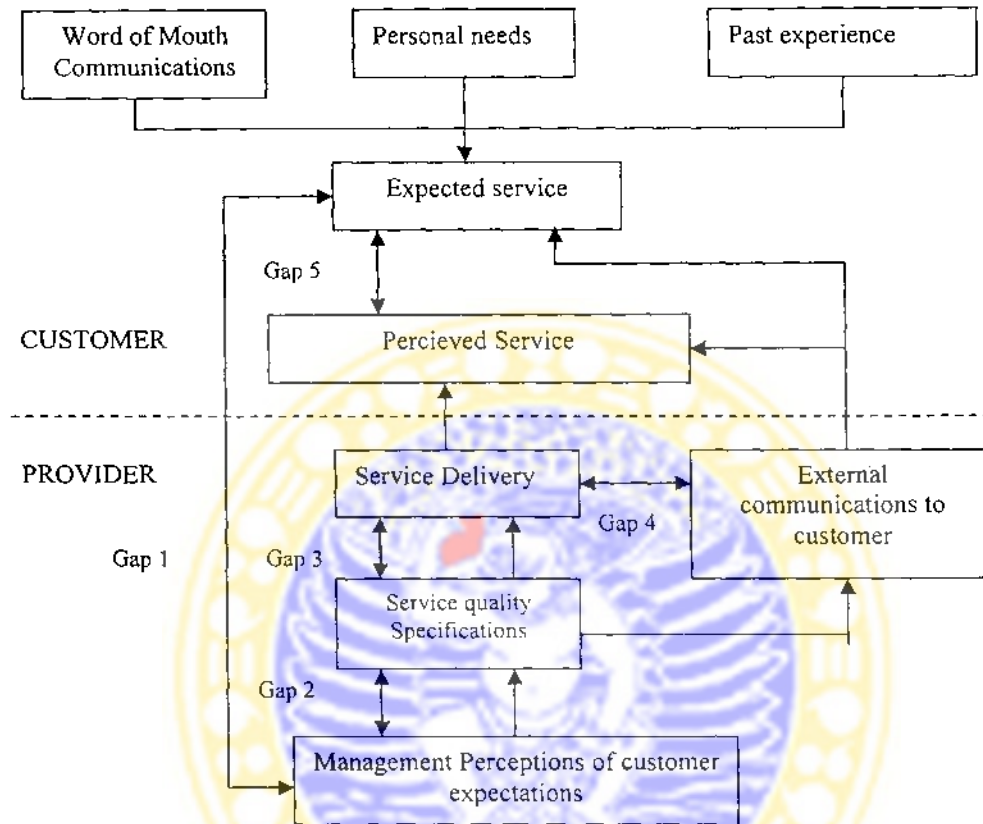 Word of Mouth
Communications
Personal needs
Past experience
Expected service
Gap 5
CUSTOMER
Percieved Service
PROVIDER
Service Delivery
External
communications to
customer
Gap 4
Gap 1
Gap 3
Service quality
Specifications
Gap 2
Management Perceptions of customer
expectations